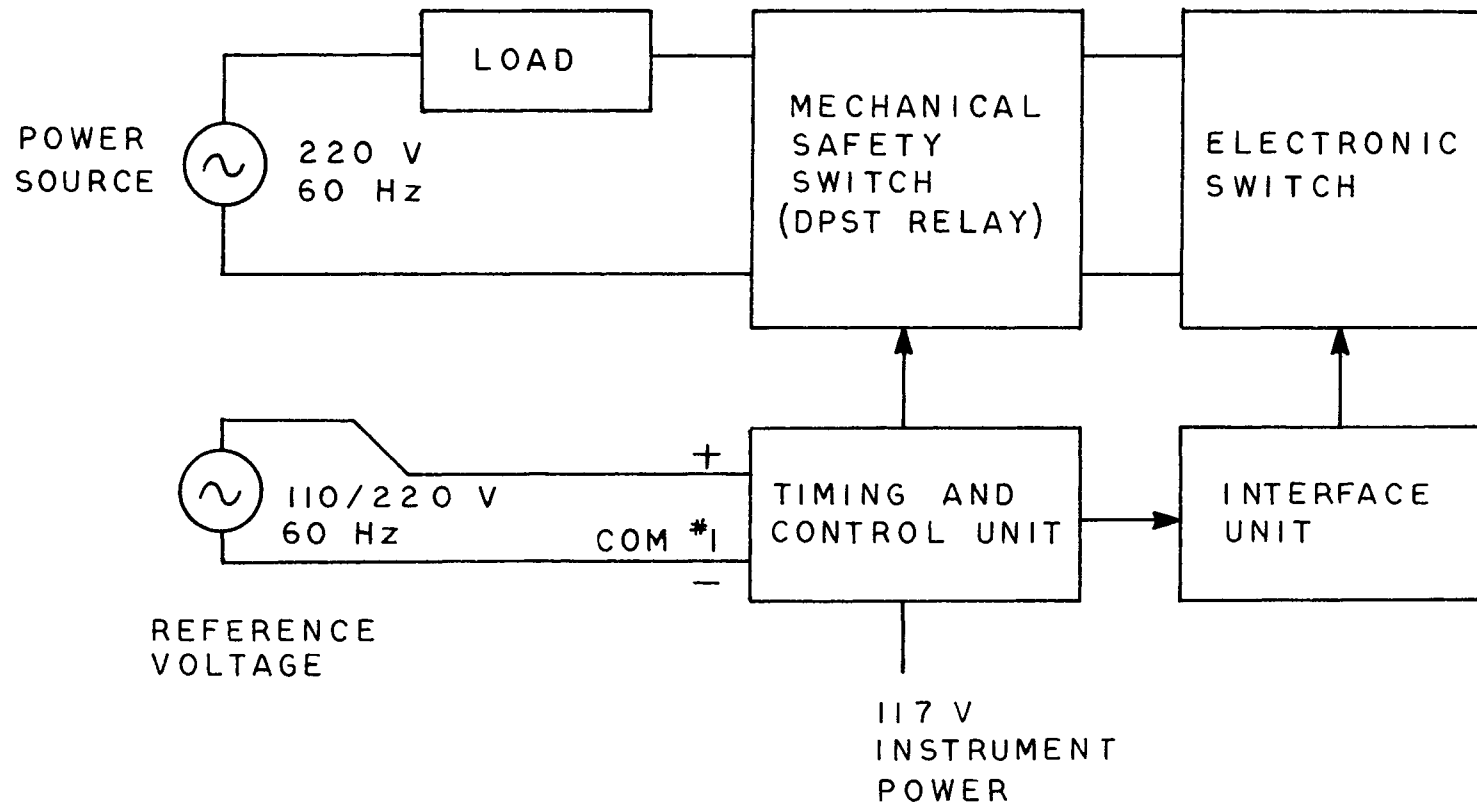 LOAD
POWER
SOURCE
220 V
60 Hz
MECHANICAL
SAFETY
SWITCH
(DPST RELAY)
ELECTRONIC
SWITCH
+
110/220 V
60 Hz
COM #1
−
TIMING AND
CONTROL UNIT
INTERFACE
UNIT
REFERENCE
VOLTAGE
117 V
INSTRUMENT
POWER